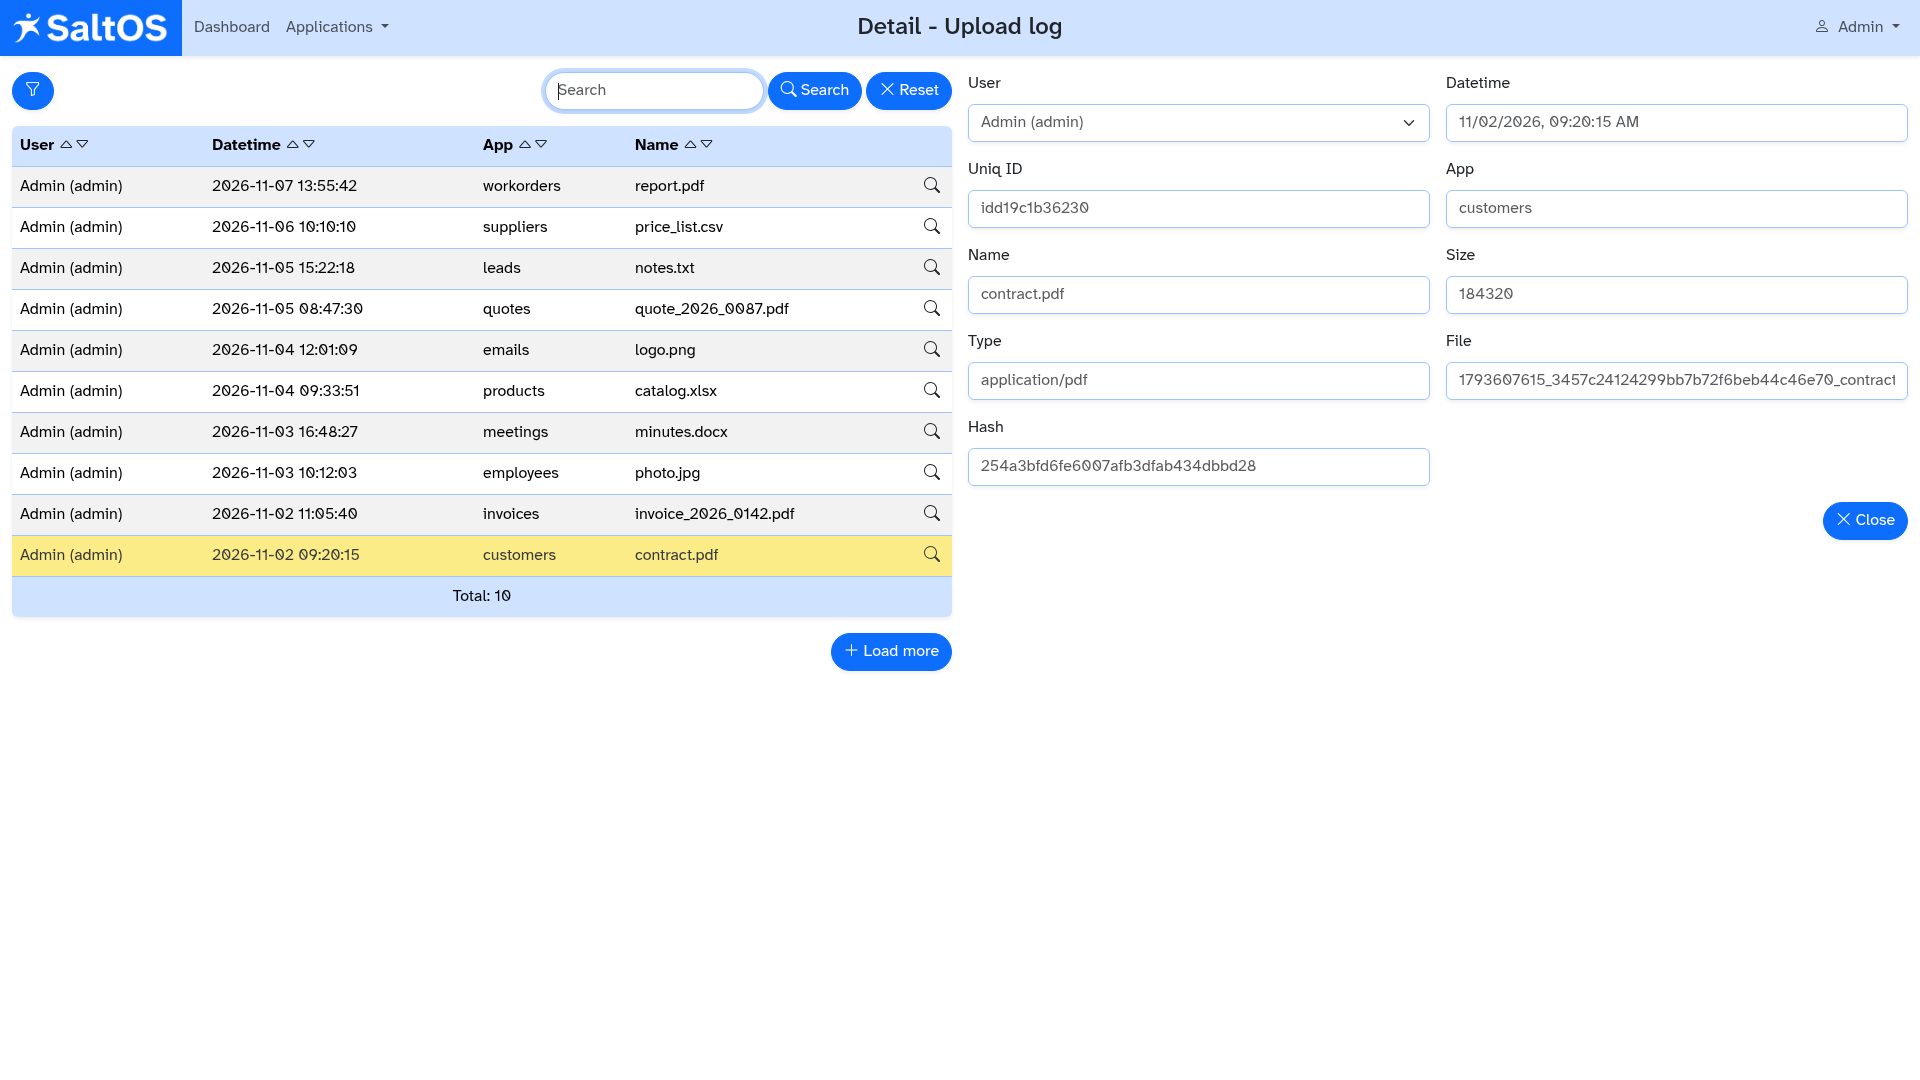 SaltOS Dashboard Applications Detail - Upload log Admin
Search Search Reset
User Datetime App Name
Admin (admin) 2026-11-07 13:55:42 workorders report.pdf
Admin (admin) 2026-11-06 10:10:10 suppliers price_list.csv
Admin (admin) 2026-11-05 15:22:18 leads notes.txt
Admin (admin) 2026-11-05 08:47:30 quotes quote_2026_0087.pdf
Admin (admin) 2026-11-04 12:01:09 emails logo.png
Admin (admin) 2026-11-04 09:33:51 products catalog.xlsx
Admin (admin) 2026-11-03 16:48:27 meetings minutes.docx
Admin (admin) 2026-11-03 10:12:03 employees photo.jpg
Admin (admin) 2026-11-02 11:05:40 invoices invoice_2026_0142.pdf
Admin (admin) 2026-11-02 09:20:15 customers contract.pdf
Total: 10
Load more
User Datetime
Admin (admin) 11/02/2026, 09:20:15 AM
Uniq ID App
idd19c1b36230 customers
Name Size
contract.pdf 184320
Type File
application/pdf 1793607615_3457c24124299bb7b72f6beb44c46e70_contract
Hash
254a3bfd6fe6007afb3dfab434dbbd28
Close